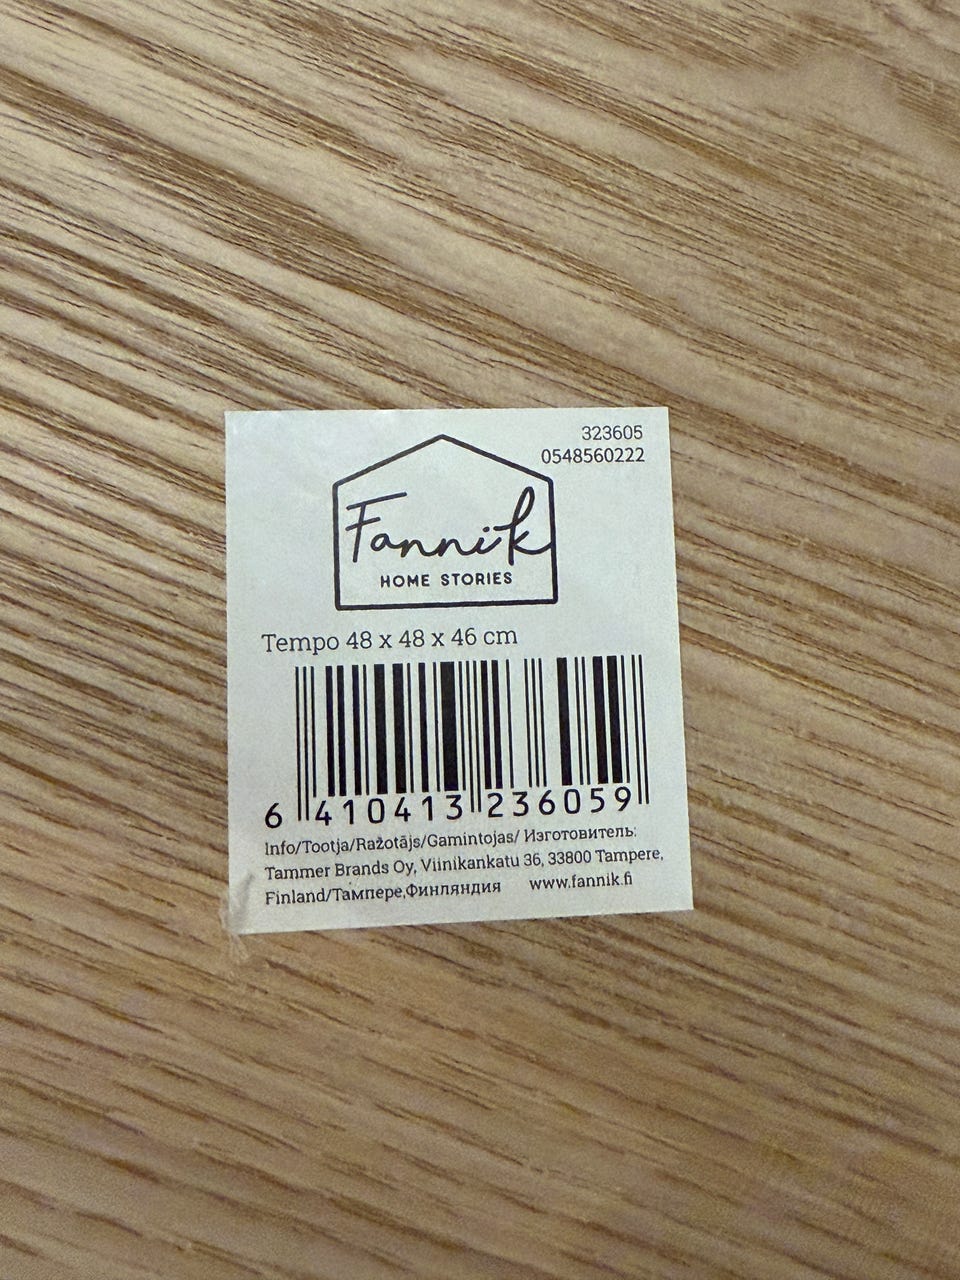 323605
0548560222
Fannik
HOME STORIES
Tempo 48 x 48 x 46 cm
6 410413 236059
Info/Tootja/Ražotājs/Gamintojas/ Изготовитель:
Tammer Brands Oy, Viinikankatu 36, 33800 Tampere,
Finland/Тампере,Финляндия www.fannik.fi